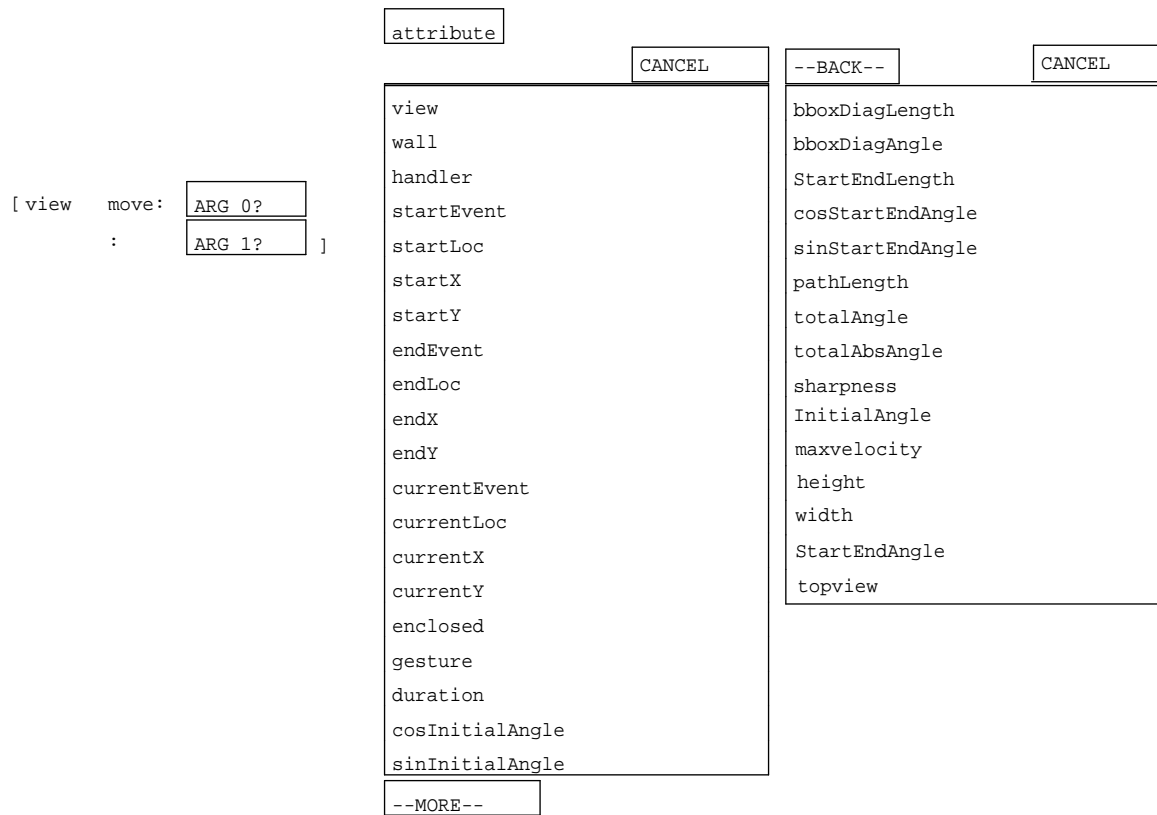 [ view move: ARG 0?
: ARG 1? ]
attribute
CANCEL
view
wall
handler
startEvent
startLoc
startX
startY
endEvent
endLoc
endX
endY
currentEvent
currentLoc
currentX
currentY
enclosed
gesture
duration
cosInitialAngle
sinInitialAngle
--MORE--
--BACK-- CANCEL
bboxDiagLength
bboxDiagAngle
StartEndLength
cosStartEndAngle
sinStartEndAngle
pathLength
totalAngle
totalAbsAngle
sharpness
InitialAngle
maxvelocity
height
width
StartEndAngle
topview